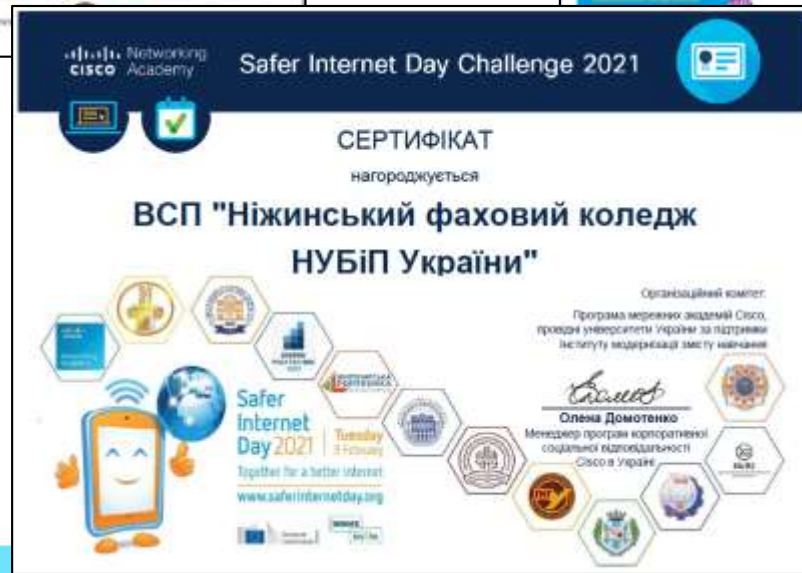 Networking
CISCO Academy
Safer Internet Day Challenge 2021
СЕРТИФІКАТ
нагороджується
ВСП "Ніжинський фаховий коледж
НУБіП України"
Організаційний комітет:
Програма мережних академій Cisco,
провідні університети України за підтримки
Інституту модернізації змісту навчання
Олена Домотенко
Менеджер програм корпоративної
соціальної відповідальності
Cisco в Україні
Safer
Internet
Day 2021
Tuesday
9 February
Together for a better internet
www.saferinternetday.org